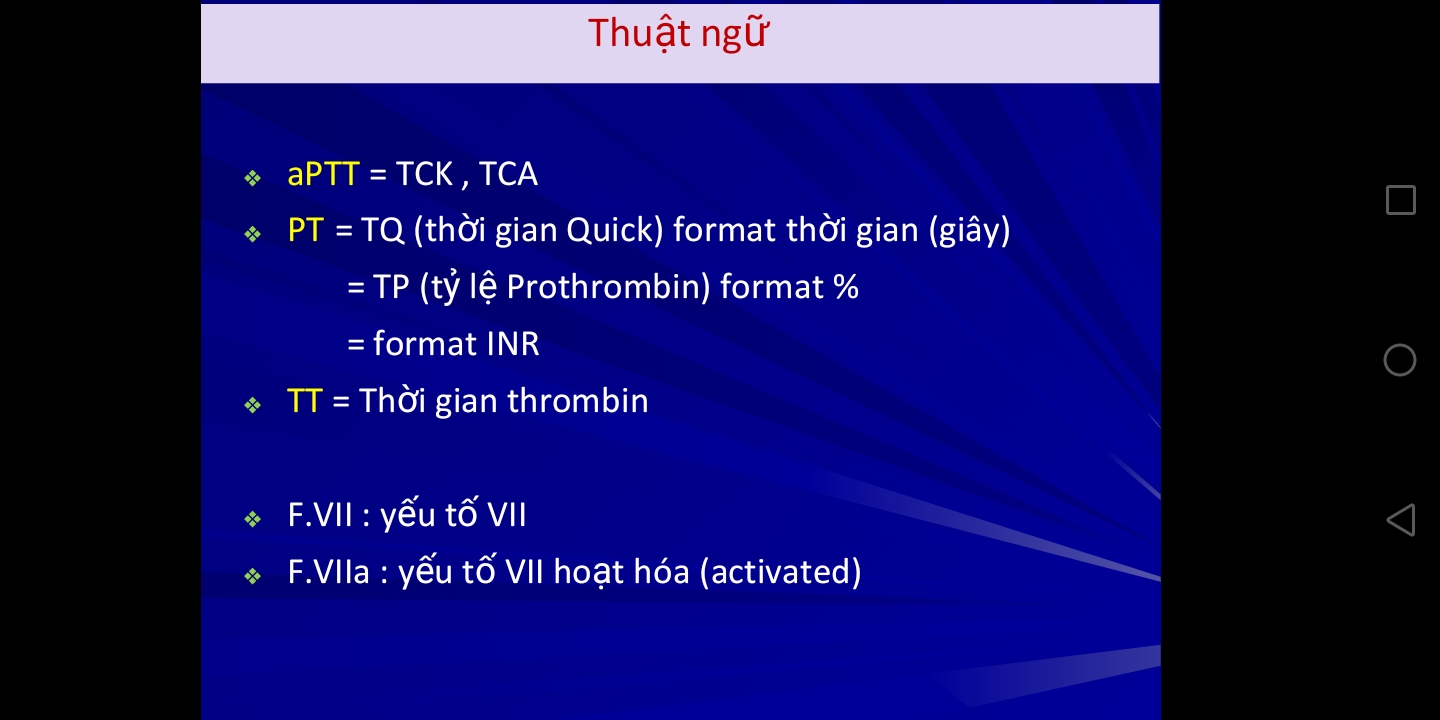 Thuật ngữ
aPTT = TCK , TCA
PT = TQ (thời gian Quick) format thời gian (giây)
= TP (tỷ lệ Prothrombin) format %
= format INR
TT = Thời gian thrombin
F.VII : yếu tố VII
F.VIIa : yếu tố VII hoạt hóa (activated)